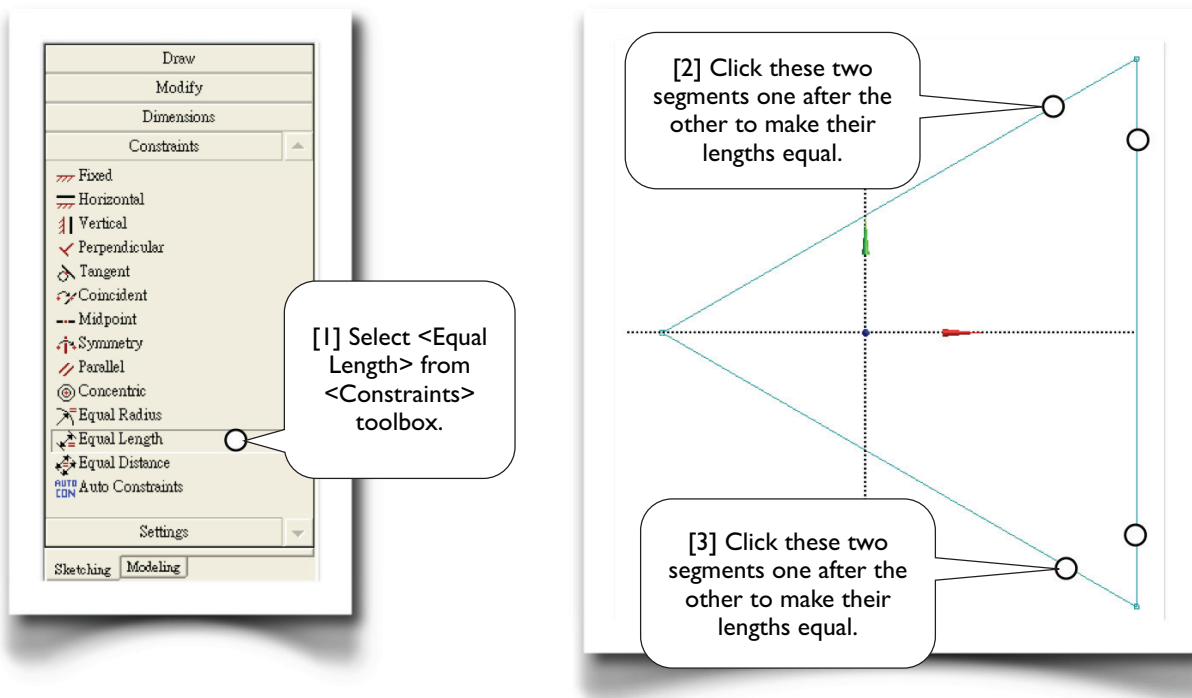 Draw
Modify
Dimensions
Constraints
Fixed
Horizontal
Vertical
Perpendicular
Tangent
Coincident
Midpoint
Symmetry
Parallel
Concentric
Equal Radius
Equal Length
Equal Distance
AUTO CON Auto Constraints
Settings
Sketching Modeling
[1] Select <Equal
Length> from
<Constraints>
toolbox.
[2] Click these two
segments one after the
other to make their
lengths equal.
[3] Click these two
segments one after the
other to make their
lengths equal.